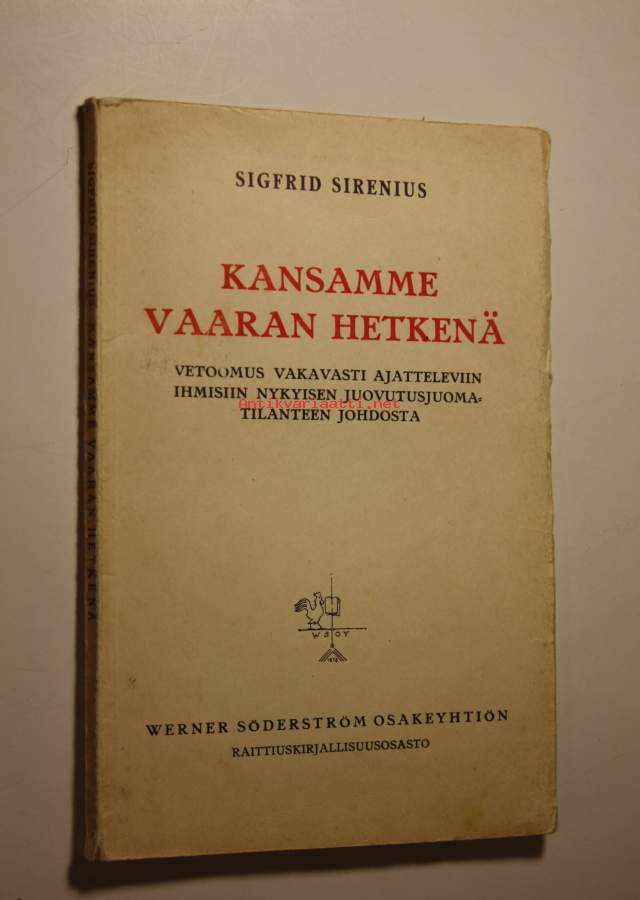 SIGFRID SIRENIUS
KANSAMME
VAARAN HETKENÄ
VETOOMUS VAKAVASTI AJATTELEVIIN
IHMISIIN NYKYISEN JUOVUTUSJUOMA=
Antikvariaatti.net
TILANTEEN JOHDOSTA
WSOY
1878
WERNER SÖDERSTRÖM OSAKEYHTIÖN
RAITTIUSKIRJALLISUUSOSASTO
SIGFRID SIRENIUS KANSAMME VAARAN HETKENÄ